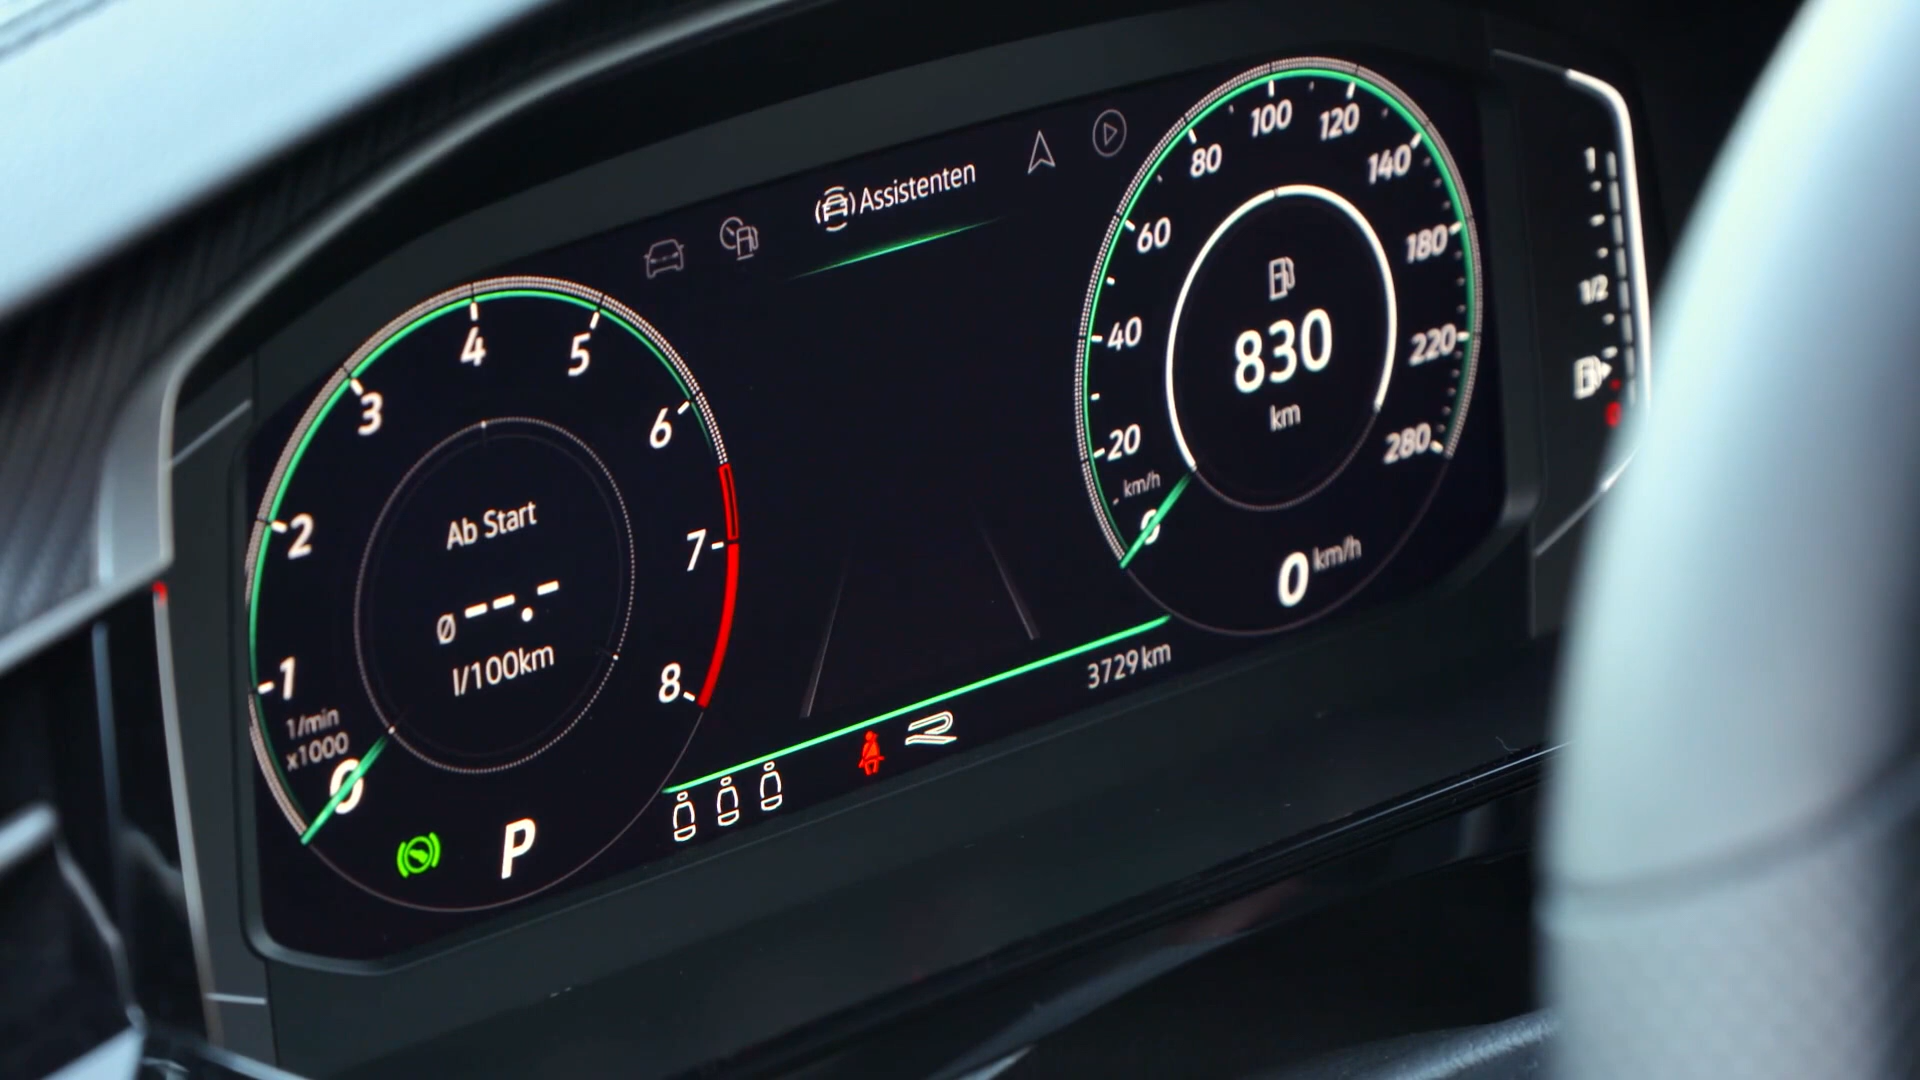 Assistenten
1
2
3
4
5
6
7
8
0
1/min
x1000
Ab Start
Ø --.-
l/100km
P
20
40
60
80
100
120
140
180
220
280
km/h
0
830
km
0 km/h
3729 km
1
1/2
0